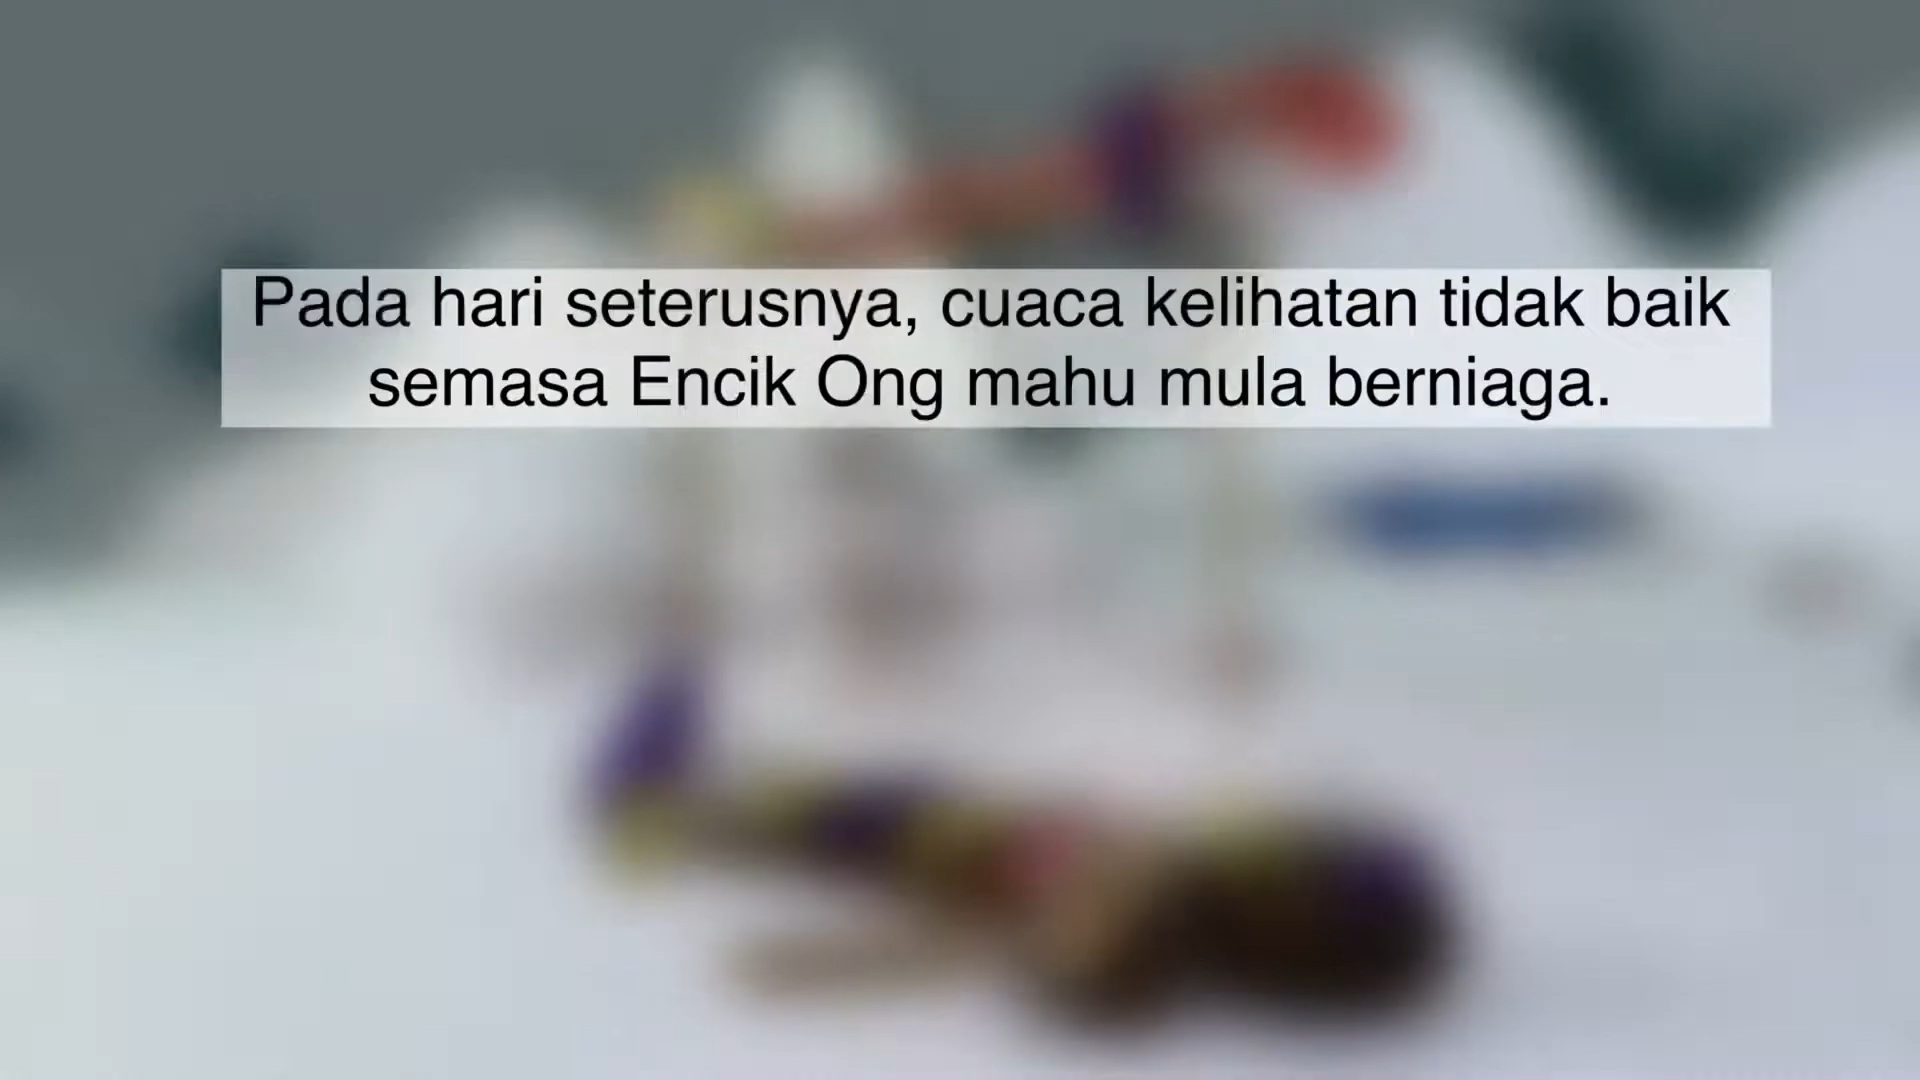 Pada hari seterusnya, cuaca kelihatan tidak baik
semasa Encik Ong mahu mula berniaga.